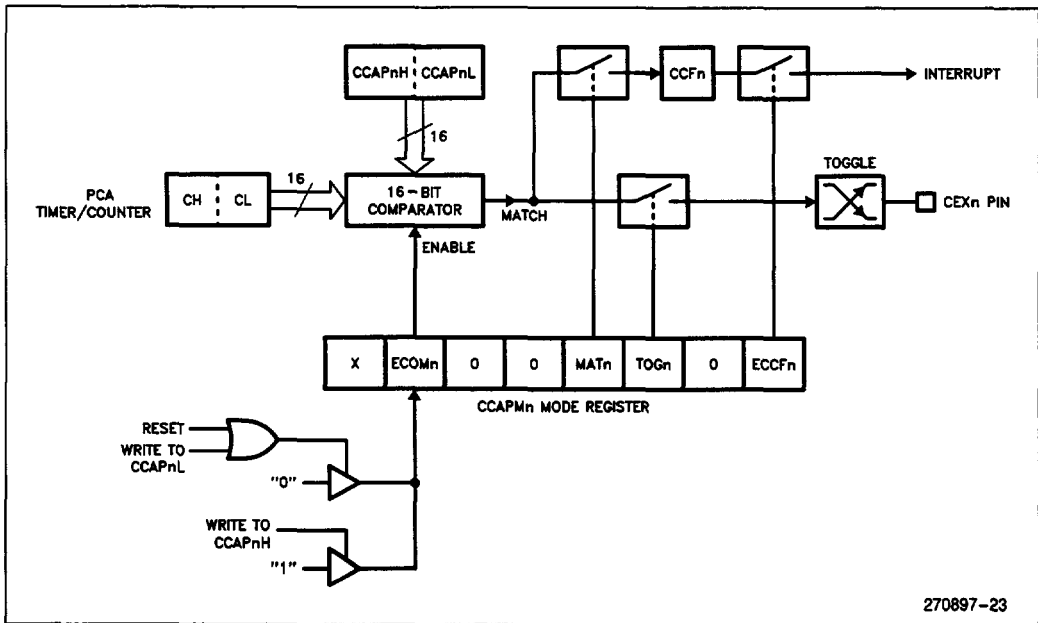 CCAPnH CCAPnL
CCFn
INTERRUPT
16
TOGGLE
PCA
TIMER/COUNTER
CH CL
16
16-BIT
COMPARATOR
MATCH
CEXn PIN
ENABLE
X ECOMn 0 0 MATn TOGn 0 ECCFn
CCAPMn MODE REGISTER
RESET
WRITE TO
CCAPnL
"0"
WRITE TO
CCAPnH
"1"
270897-23